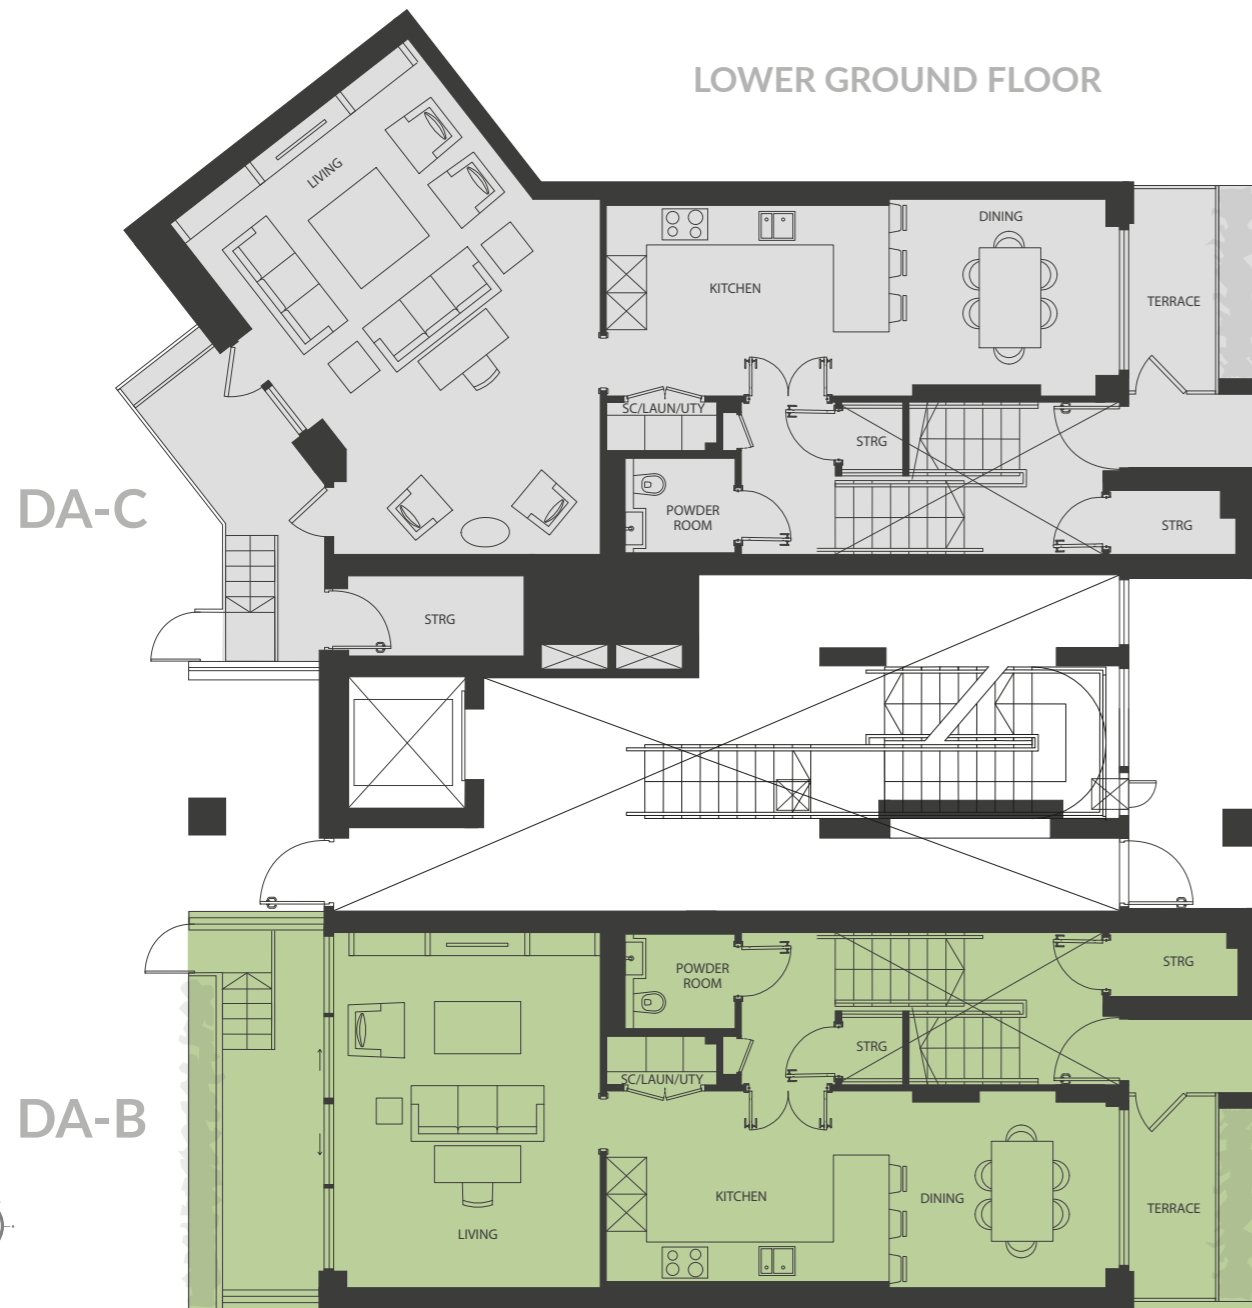 LOWER GROUND FLOOR
LIVING
DINING
KITCHEN
TERRACE
SC/LAUN/UTY
STRG
DA-C
POWDER
ROOM
STRG
STRG
POWDER
ROOM
STRG
STRG
SC/LAUN/UTY
DA-B
KITCHEN
DINING
TERRACE
LIVING